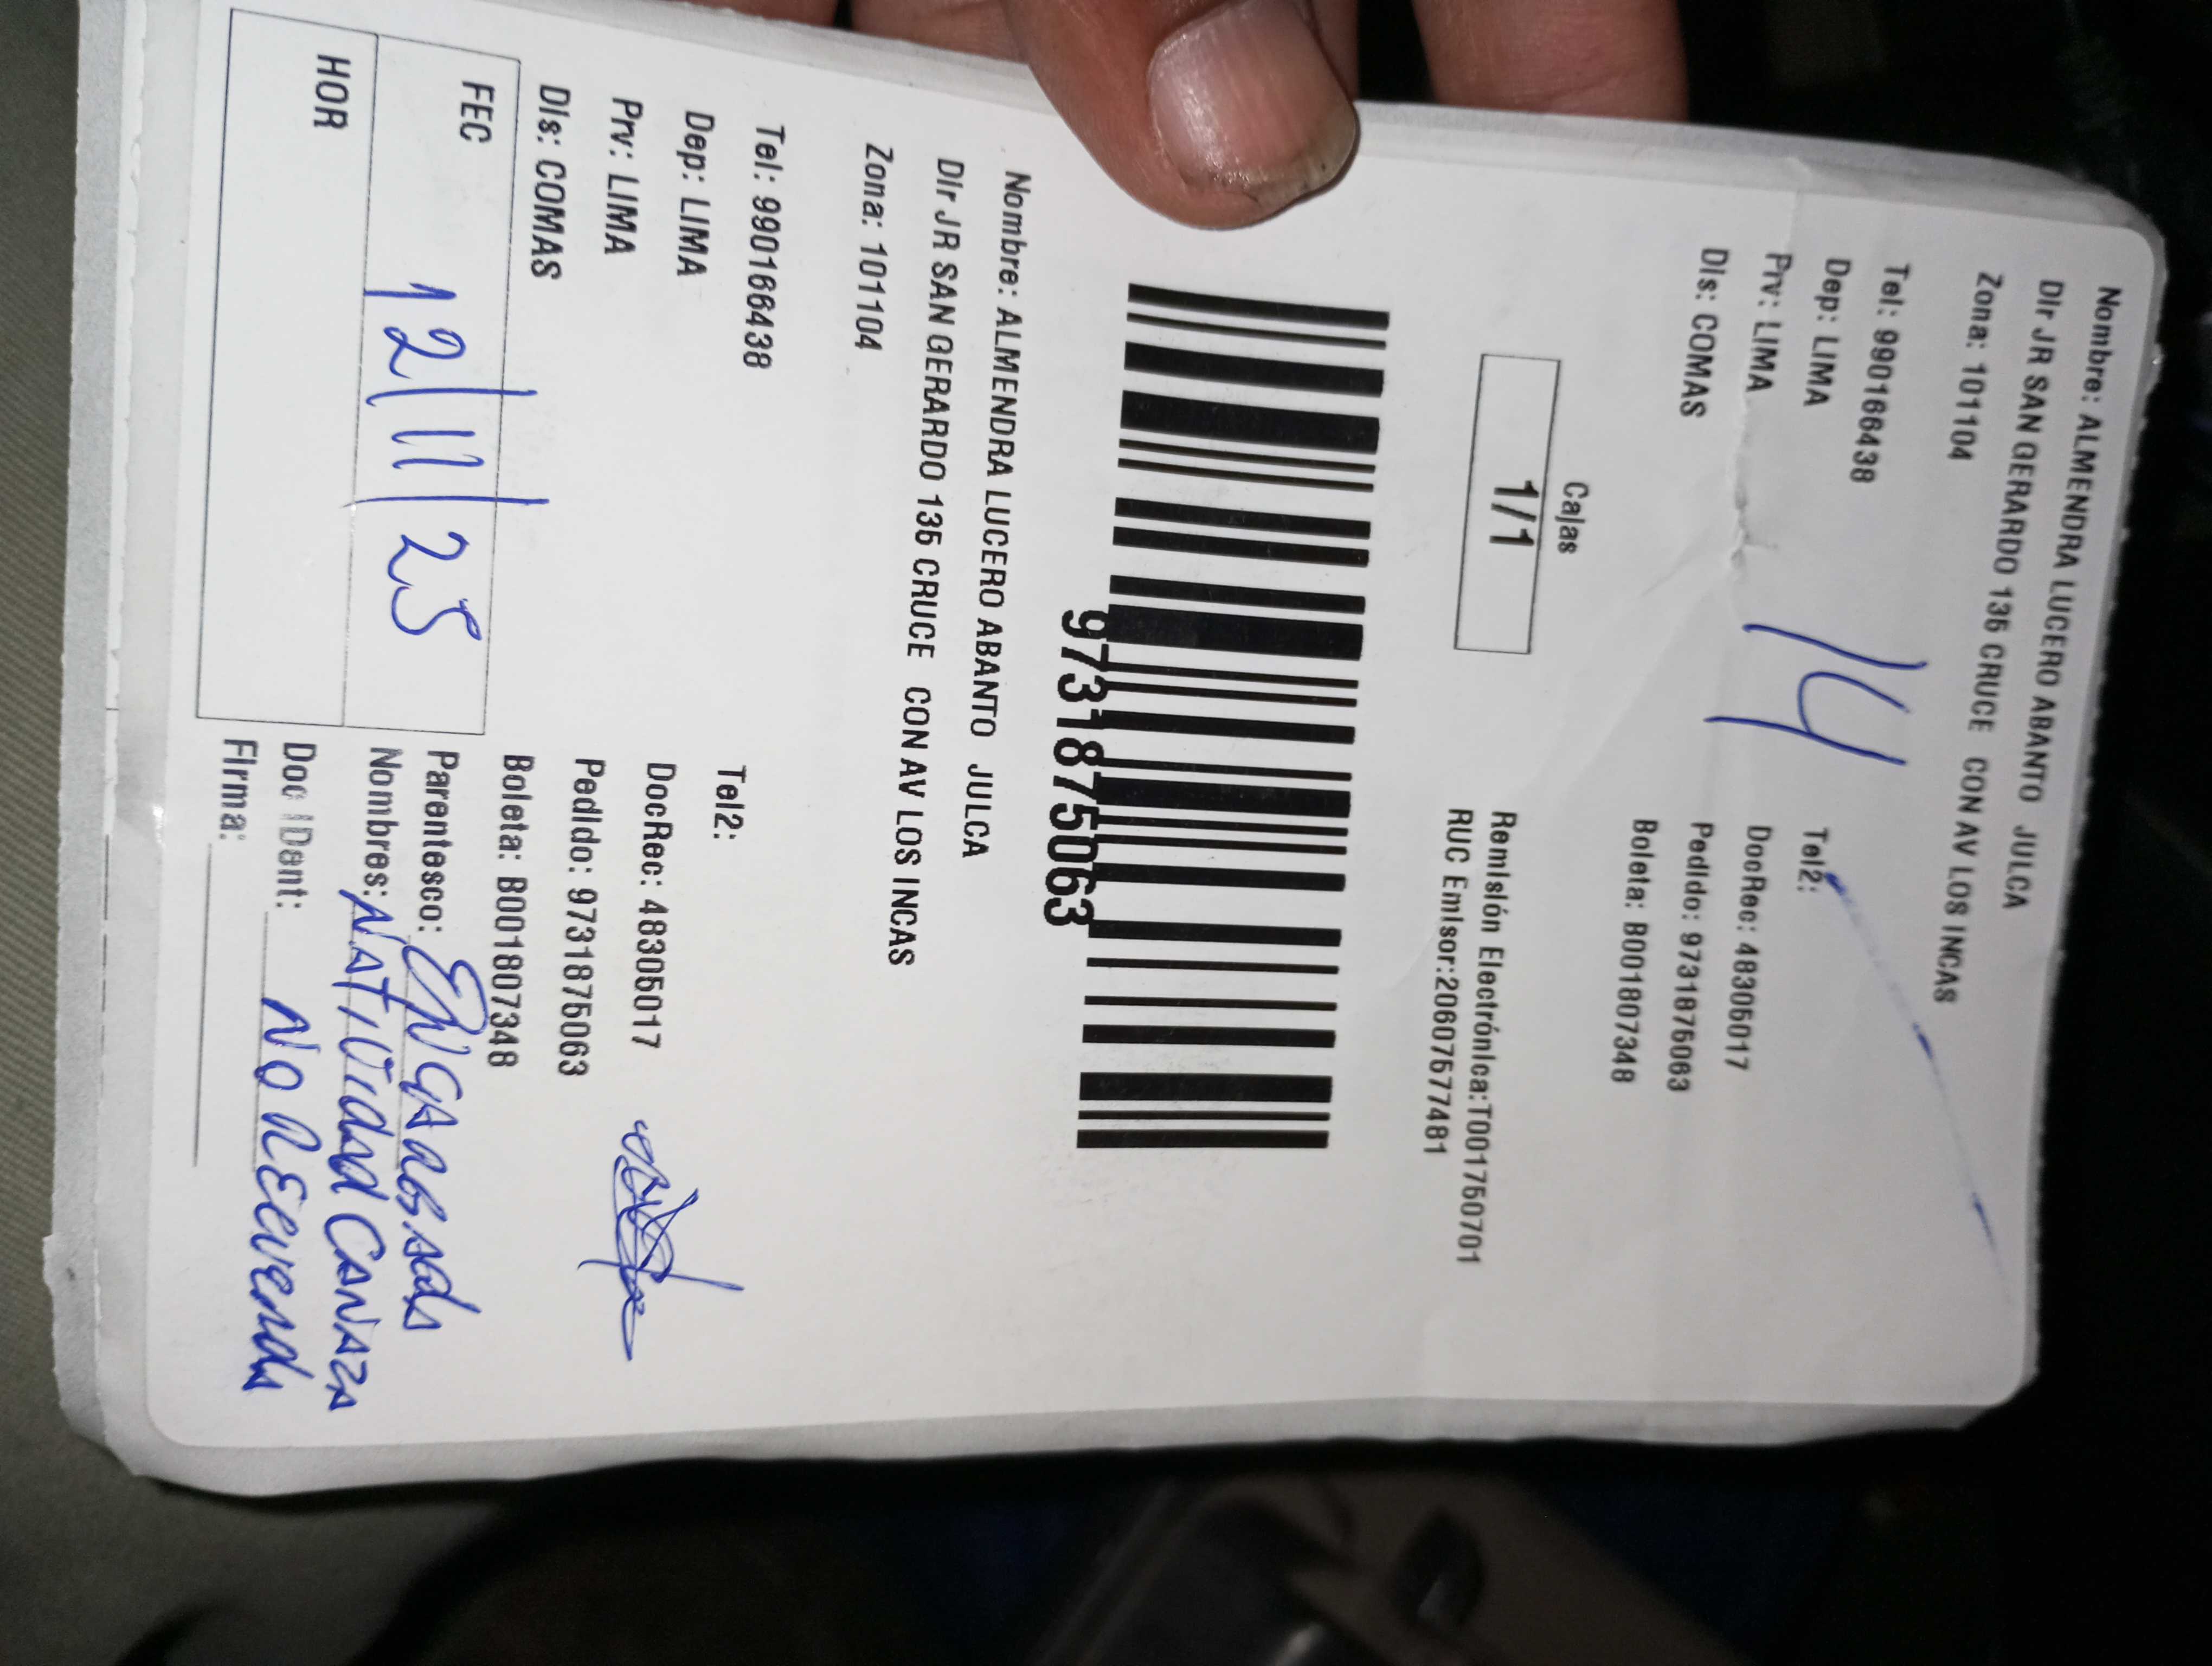 Nombre: ALMENDRA LUCERO ABANTO JULCA
Dir JR SAN GERARDO 135 CRUCE CON AV LOS INCAS
Zona: 101104
Tel: 990166438 Tel2:
Dep: LIMA DocRec: 48305017
Prv: LIMA Pedido: 9731875063
Dis: COMAS Boleta: B001807348
14
Cajas
1/1
Remisión Electrónica:T001750701
RUC Emisor:20607577481
9731875063
Nombre: ALMENDRA LUCERO ABANTO JULCA
Dir JR SAN GERARDO 135 CRUCE CON AV LOS INCAS
Zona: 101104
Tel: 990166438 Tel2:
Dep: LIMA DocRec: 48305017
Prv: LIMA Pedido: 9731875063
Dis: COMAS Boleta: B001807348
FEC 12/11/25 Parentesco:
Nombres: NATIVIDAD CANAZA
HOR Doc IDent: NO
Firma: